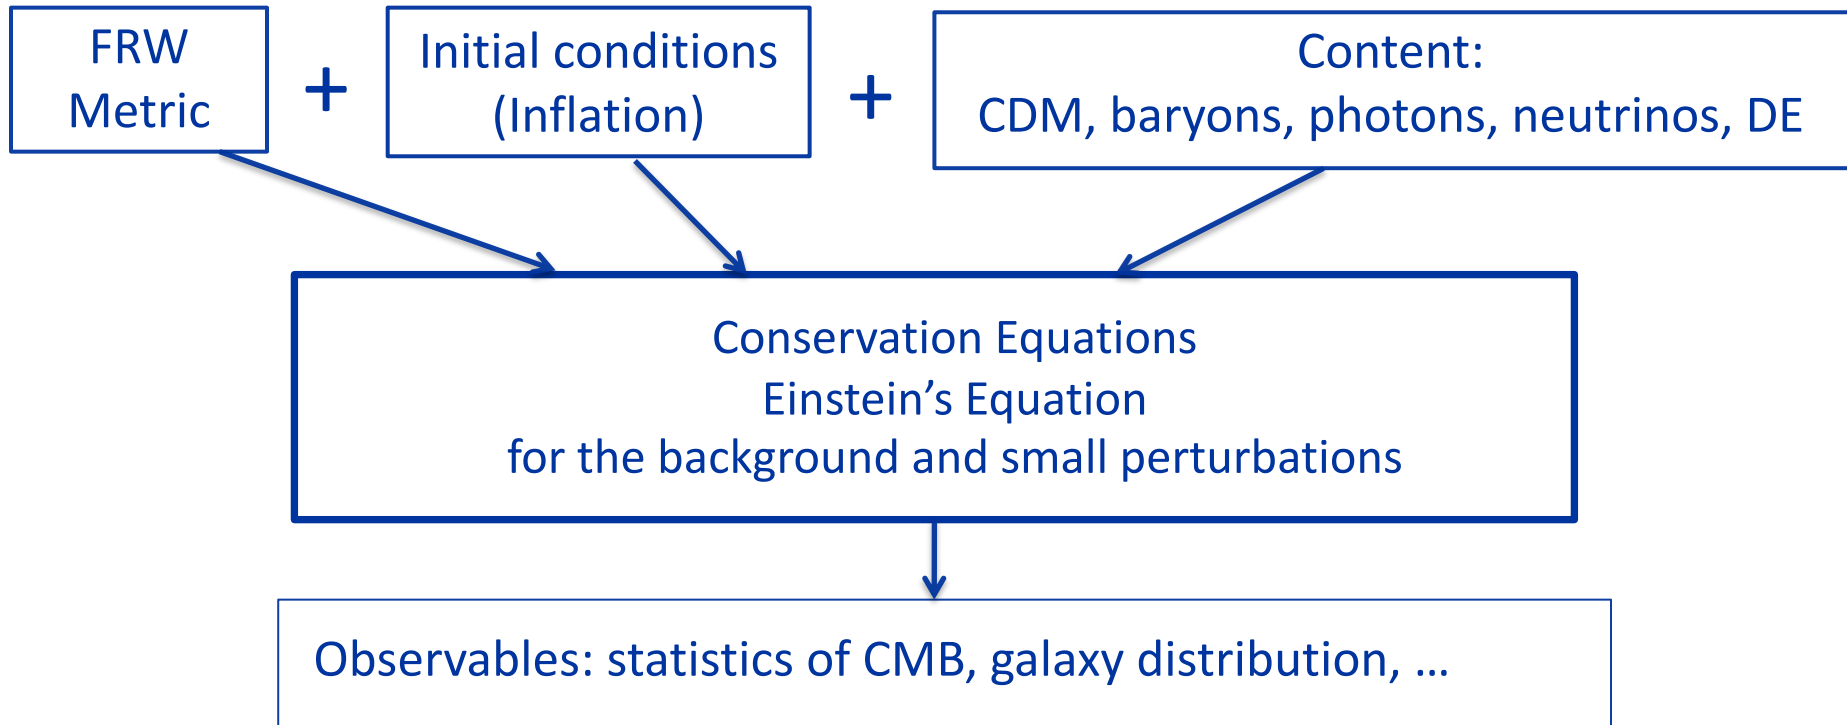 FRW
Metric
+
Initial conditions
(Inflation)
+
Content:
CDM, baryons, photons, neutrinos, DE
Conservation Equations
Einstein’s Equation
for the background and small perturbations
Observables: statistics of CMB, galaxy distribution, …